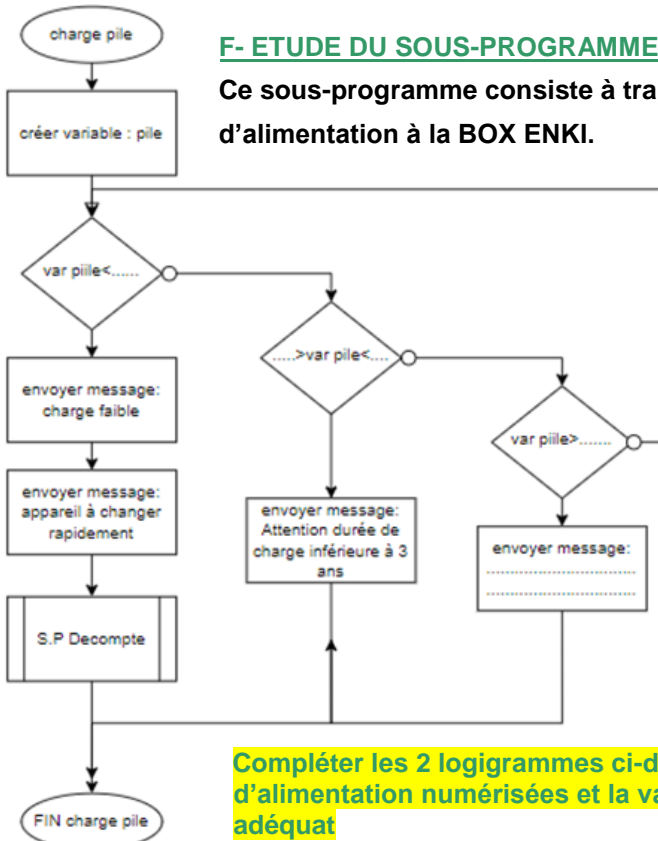 charge pile
F- ETUDE DU SOUS-PROGRAMME
Ce sous-programme consiste à tra
d’alimentation à la BOX ENKI.
créer variable : pile
var piile<......
.....>var pile<....
var piile>.......
envoyer message:
charge faible
envoyer message:
appareil à changer
rapidement
envoyer message:
Attention durée de
charge inférieure à 3
ans
envoyer message:
................................
................................
S.P Decompte
Compléter les 2 logigrammes ci-d
d’alimentation numérisées et la va
adéquat
FIN charge pile